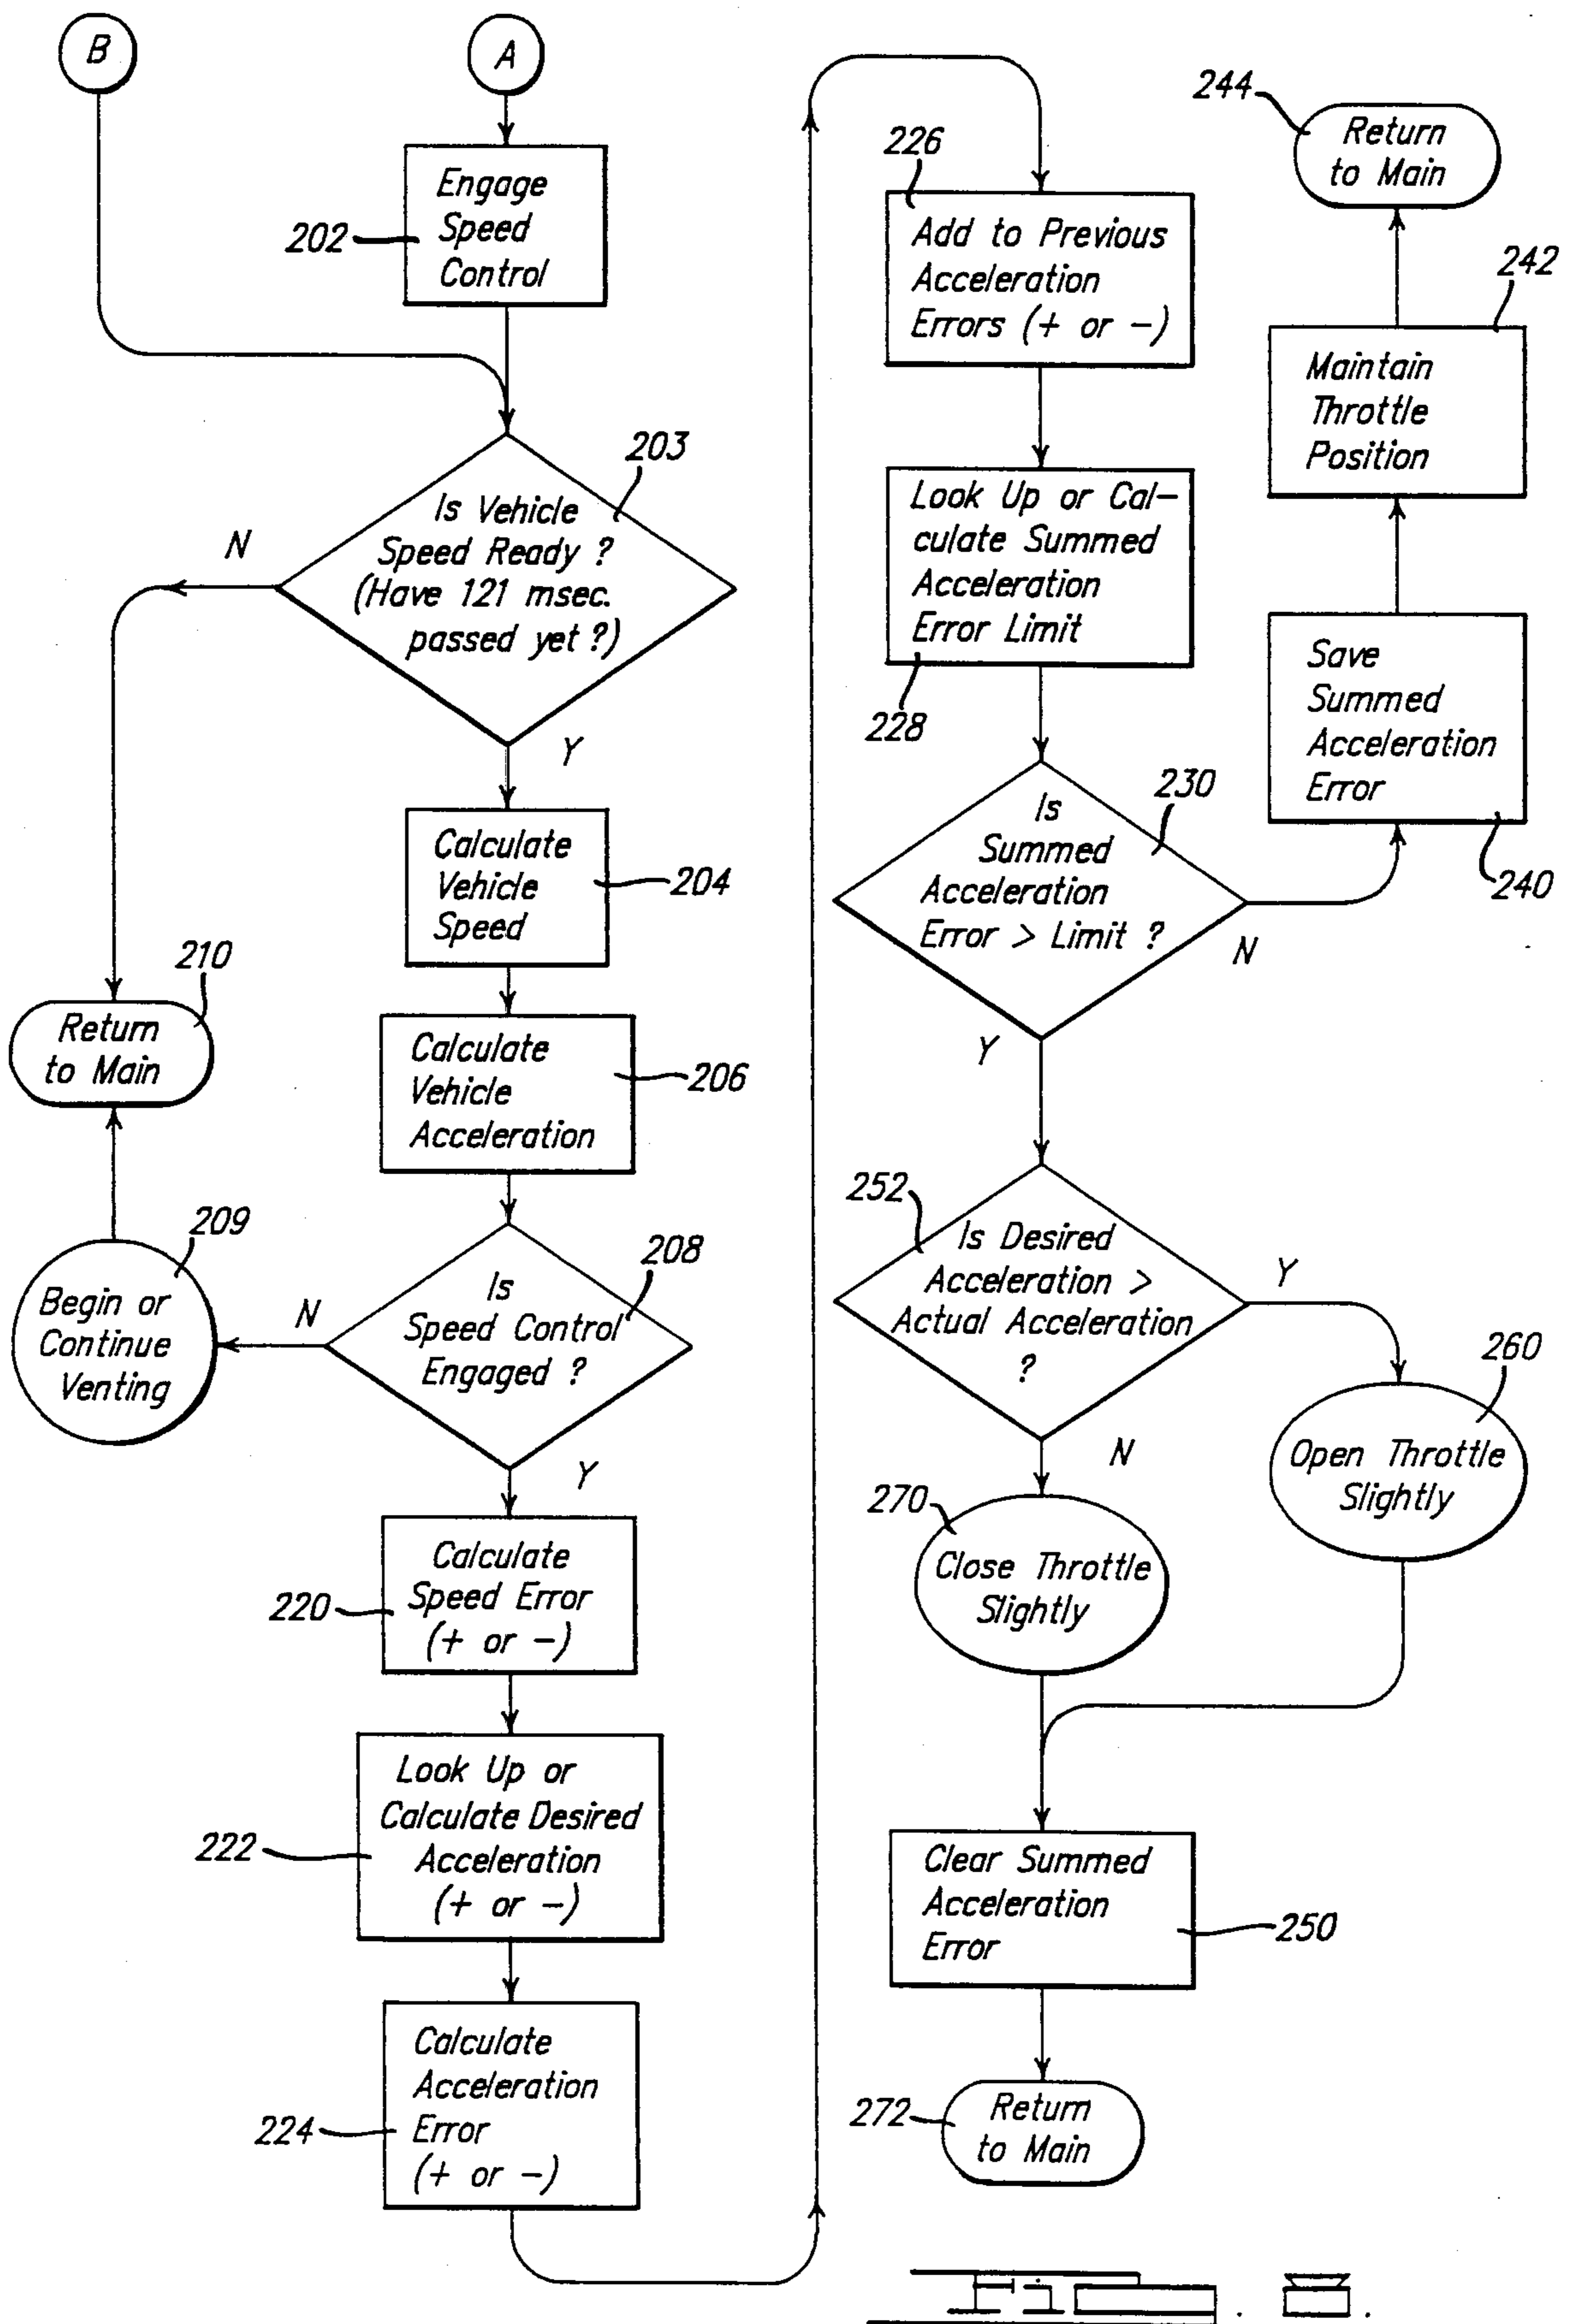 B
A
Engage
Speed
Control
202
203
Is Vehicle
Speed Ready ?
(Have 121 msec.
passed yet ?)
N
Y
Calculate
Vehicle
Speed
204
210
Return
to Main
Calculate
Vehicle
Acceleration
206
209
Begin or
Continue
Venting
208
Is
Speed Control
Engaged ?
N
Y
Calculate
Speed Error
(+ or -)
220
Look Up or
Calculate Desired
Acceleration
(+ or -)
222
Calculate
Acceleration
Error
(+ or -)
224
226
Add to Previous
Acceleration
Errors (+ or -)
Look Up or Cal-
culate Summed
Acceleration
Error Limit
228
230
Is
Summed
Acceleration
Error > Limit ?
N
Y
244
Return
to Main
242
Maintain
Throttle
Position
Save
Summed
Acceleration
Error
240
252
Is Desired
Acceleration >
Actual Acceleration
?
Y
N
260
Open Throttle
Slightly
270
Close Throttle
Slightly
Clear Summed
Acceleration
Error
250
272
Return
to Main